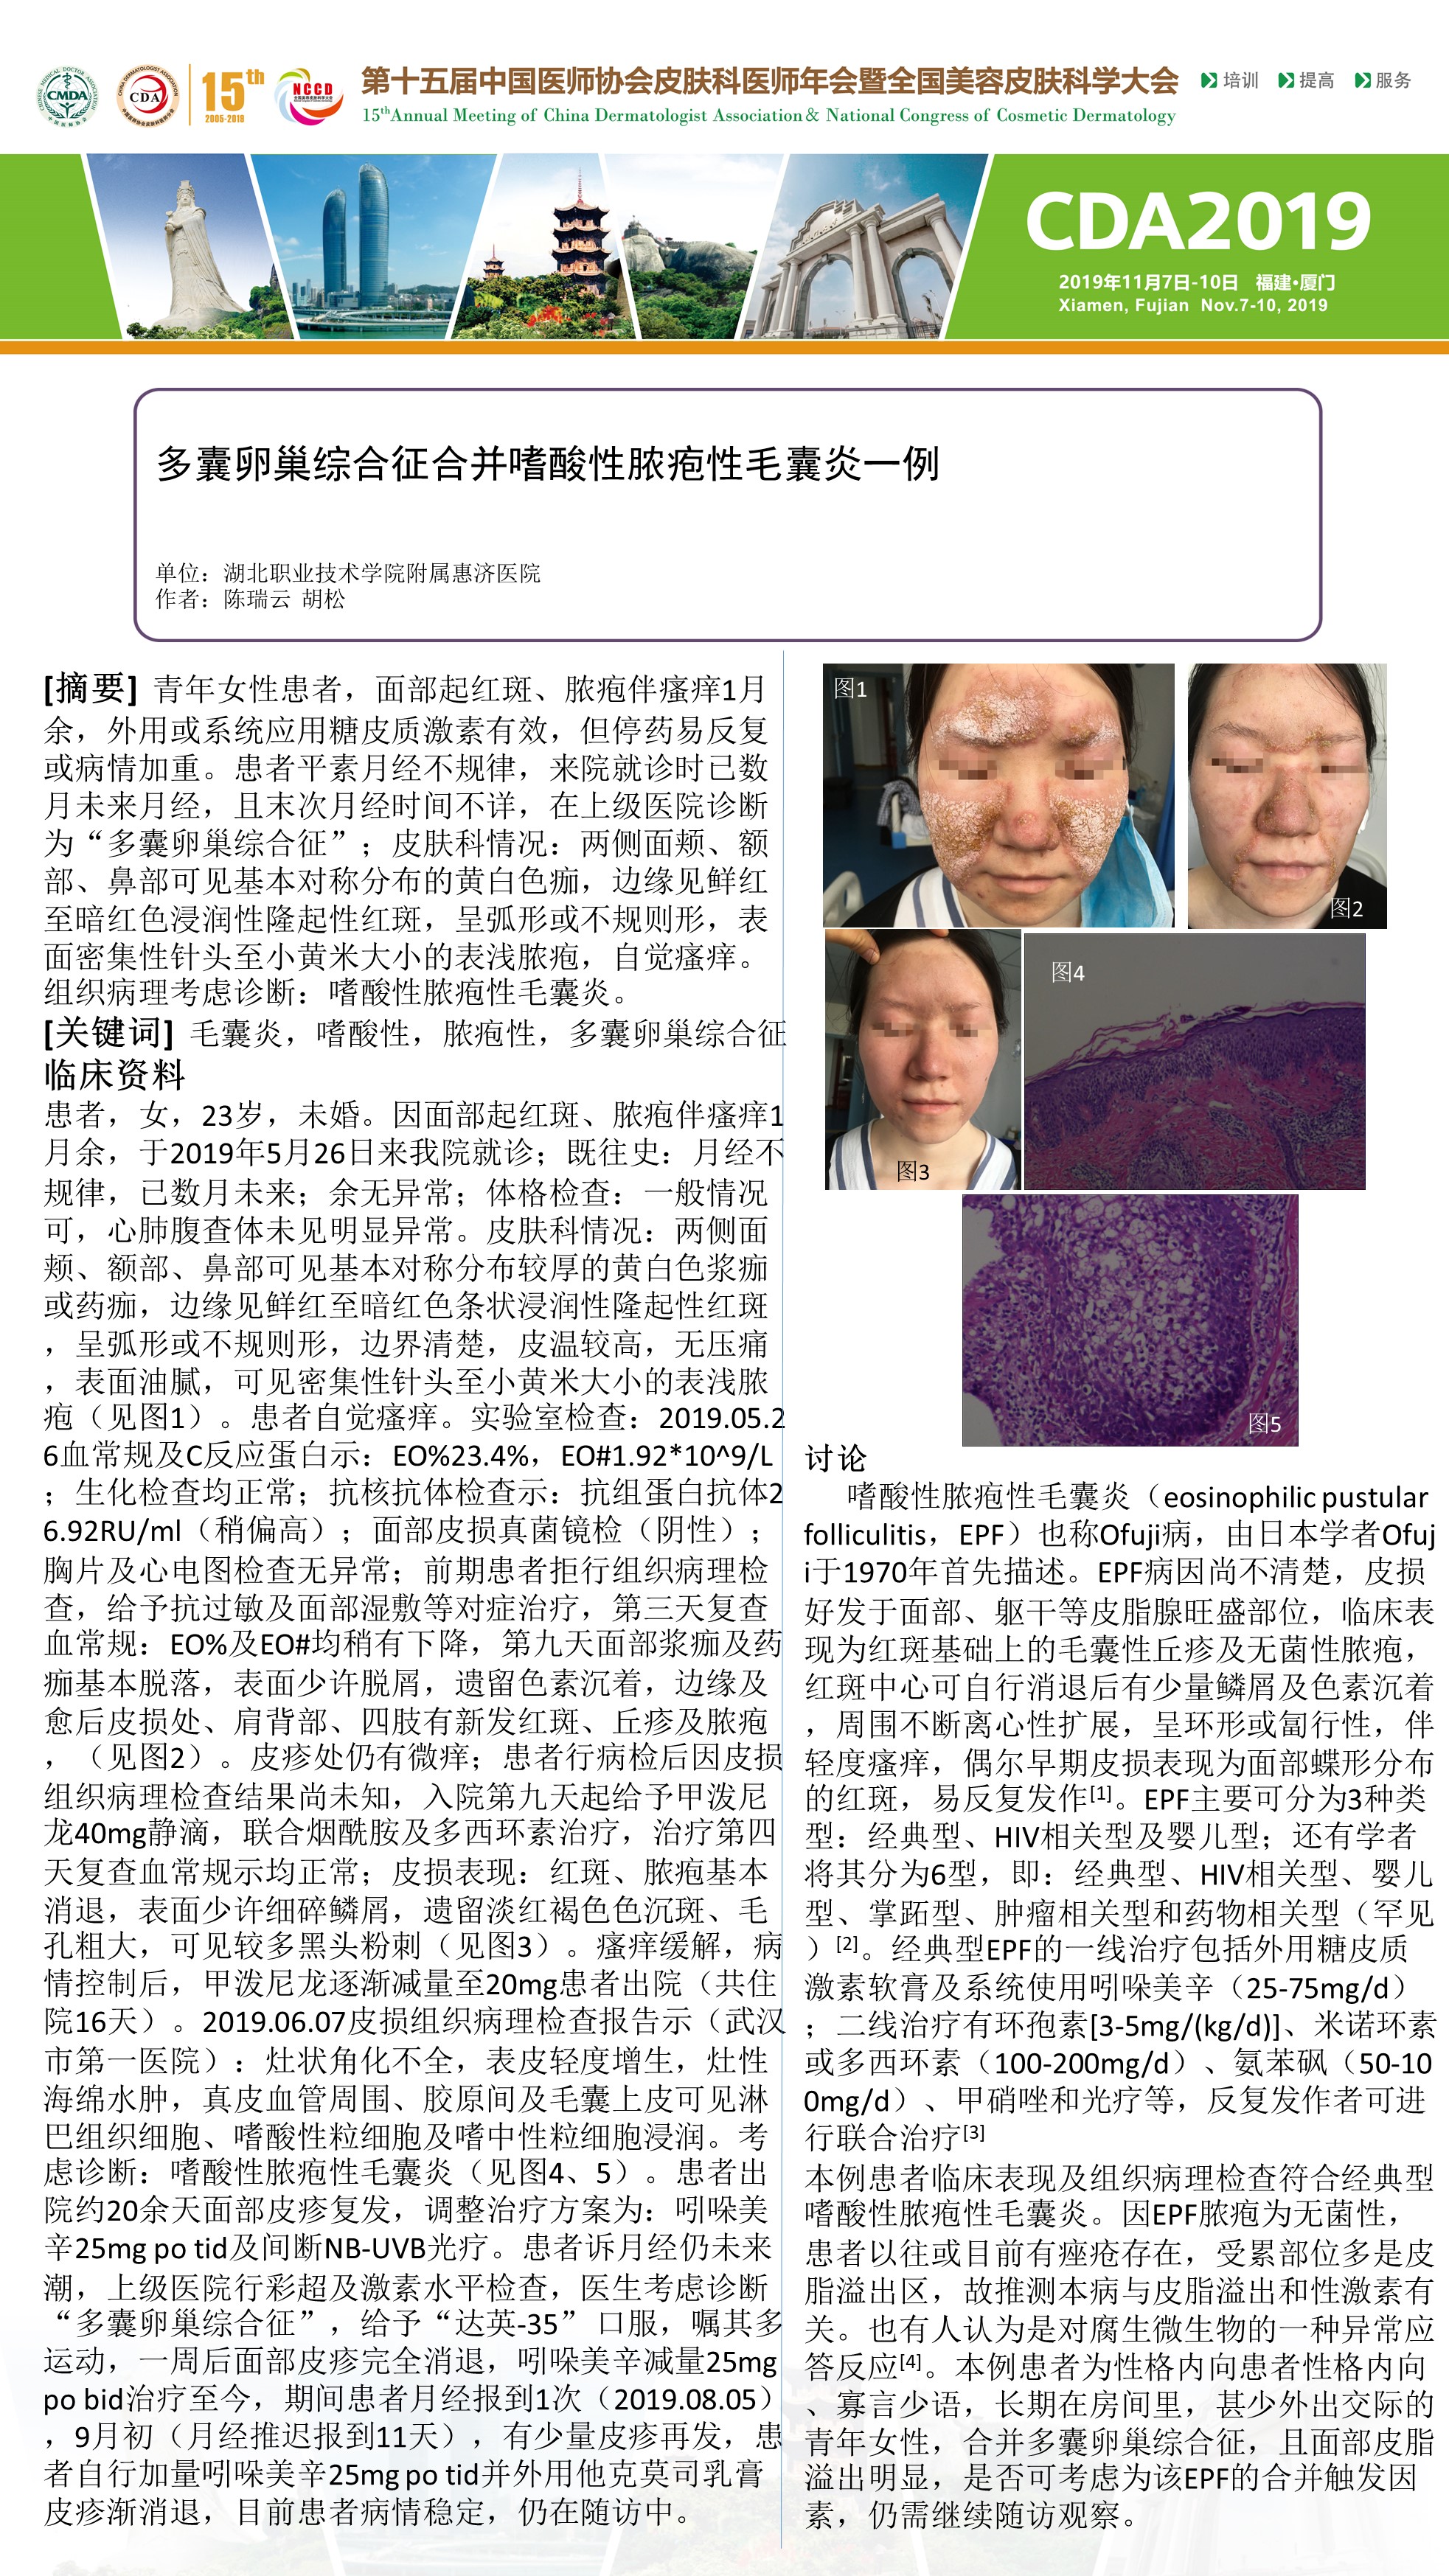 CHINESE MEDICAL DOCTOR ASSOCIATION
CMDA
中国医师协会
CHINA DERMATOLOGIST ASSOCIATION
CDA
15th
2005-2019
NCCD
第十五届中国医师协会皮肤科医师年会暨全国美容皮肤科学大会
15thAnnual Meeting of China Dermatologist Association & National Congress of Cosmetic Dermatology
培训 提高 服务
CDA2019
2019年11月7日-10日 福建•厦门
Xiamen, Fujian Nov.7-10, 2019
多囊卵巢综合征合并嗜酸性脓疱性毛囊炎一例
单位：湖北职业技术学院附属惠济医院
作者：陈瑞云 胡松
[摘要] 青年女性患者，面部起红斑、脓疱伴瘙痒1月
余，外用或系统应用糖皮质激素有效，但停药易反复
或病情加重。患者平素月经不规律，来院就诊时已数
月未来月经，且末次月经时间不详，在上级医院诊断
为“多囊卵巢综合征”；皮肤科情况：两侧面颊、额
部、鼻部可见基本对称分布的黄白色痂，边缘见鲜红
至暗红色浸润性隆起性红斑，呈弧形或不规则形，表
面密集性针头至小黄米大小的表浅脓疱，自觉瘙痒。
组织病理考虑诊断：嗜酸性脓疱性毛囊炎。
[关键词] 毛囊炎，嗜酸性，脓疱性，多囊卵巢综合征
临床资料
患者，女，23岁，未婚。因面部起红斑、脓疱伴瘙痒1
月余，于2019年5月26日来我院就诊；既往史：月经不
规律，已数月未来；余无异常；体格检查：一般情况
可，心肺腹查体未见明显异常。皮肤科情况：两侧面
颊、额部、鼻部可见基本对称分布较厚的黄白色浆痂
或药痂，边缘见鲜红至暗红色条状浸润性隆起性红斑
，呈弧形或不规则形，边界清楚，皮温较高，无压痛
，表面油腻，可见密集性针头至小黄米大小的表浅脓
疱（见图1）。患者自觉瘙痒。实验室检查：2019.05.2
6血常规及C反应蛋白示：EO%23.4%，EO#1.92*10^9/L
；生化检查均正常；抗核抗体检查示：抗组蛋白抗体2
6.92RU/ml（稍偏高）；面部皮损真菌镜检（阴性）；
胸片及心电图检查无异常；前期患者拒行组织病理检
查，给予抗过敏及面部湿敷等对症治疗，第三天复查
血常规：EO%及EO#均稍有下降，第九天面部浆痂及药
痂基本脱落，表面少许脱屑，遗留色素沉着，边缘及
愈后皮损处、肩背部、四肢有新发红斑、丘疹及脓疱
，（见图2）。皮疹处仍有微痒；患者行病检后因皮损
组织病理检查结果尚未知，入院第九天起给予甲泼尼
龙40mg静滴，联合烟酰胺及多西环素治疗，治疗第四
天复查血常规示均正常；皮损表现：红斑、脓疱基本
消退，表面少许细碎鳞屑，遗留淡红褐色色沉斑、毛
孔粗大，可见较多黑头粉刺（见图3）。瘙痒缓解，病
情控制后，甲泼尼龙逐渐减量至20mg患者出院（共住
院16天）。2019.06.07皮损组织病理检查报告示（武汉
市第一医院）：灶状角化不全，表皮轻度增生，灶性
海绵水肿，真皮血管周围、胶原间及毛囊上皮可见淋
巴组织细胞、嗜酸性粒细胞及嗜中性粒细胞浸润。考
虑诊断：嗜酸性脓疱性毛囊炎（见图4、5）。患者出
院约20余天面部皮疹复发，调整治疗方案为：吲哚美
辛25mg po tid及间断NB-UVB光疗。患者诉月经仍未来
潮，上级医院行彩超及激素水平检查，医生考虑诊断
“多囊卵巢综合征”，给予“达英-35” 口服，嘱其多
运动，一周后面部皮疹完全消退，吲哚美辛减量25mg
po bid治疗至今，期间患者月经报到1次（2019.08.05）
，9月初（月经推迟报到11天），有少量皮疹再发，患
者自行加量吲哚美辛25mg po tid并外用他克莫司乳膏
皮疹渐消退，目前患者病情稳定，仍在随访中。
图1
图2
图3
图4
图5
讨论
嗜酸性脓疱性毛囊炎（eosinophilic pustular
folliculitis，EPF）也称Ofuji病，由日本学者Ofuj
i于1970年首先描述。EPF病因尚不清楚，皮损
好发于面部、躯干等皮脂腺旺盛部位，临床表
现为红斑基础上的毛囊性丘疹及无菌性脓疱，
红斑中心可自行消退后有少量鳞屑及色素沉着
，周围不断离心性扩展，呈环形或匐行性，伴
轻度瘙痒，偶尔早期皮损表现为面部蝶形分布
的红斑，易反复发作[1]。EPF主要可分为3种类
型：经典型、HIV相关型及婴儿型；还有学者
将其分为6型，即：经典型、HIV相关型、婴儿
型、掌跖型、肿瘤相关型和药物相关型（罕见
）[2]。经典型EPF的一线治疗包括外用糖皮质
激素软膏及系统使用吲哚美辛（25-75mg/d）
；二线治疗有环孢素[3-5mg/(kg/d)]、米诺环素
或多西环素（100-200mg/d）、氨苯砜（50-10
0mg/d）、甲硝唑和光疗等，反复发作者可进
行联合治疗[3]
本例患者临床表现及组织病理检查符合经典型
嗜酸性脓疱性毛囊炎。因EPF脓疱为无菌性，
患者以往或目前有痤疮存在，受累部位多是皮
脂溢出区，故推测本病与皮脂溢出和性激素有
关。也有人认为是对腐生微生物的一种异常应
答反应[4]。本例患者为性格内向患者性格内向
、寡言少语，长期在房间里，甚少外出交际的
青年女性，合并多囊卵巢综合征，且面部皮脂
溢出明显，是否可考虑为该EPF的合并触发因
素，仍需继续随访观察。